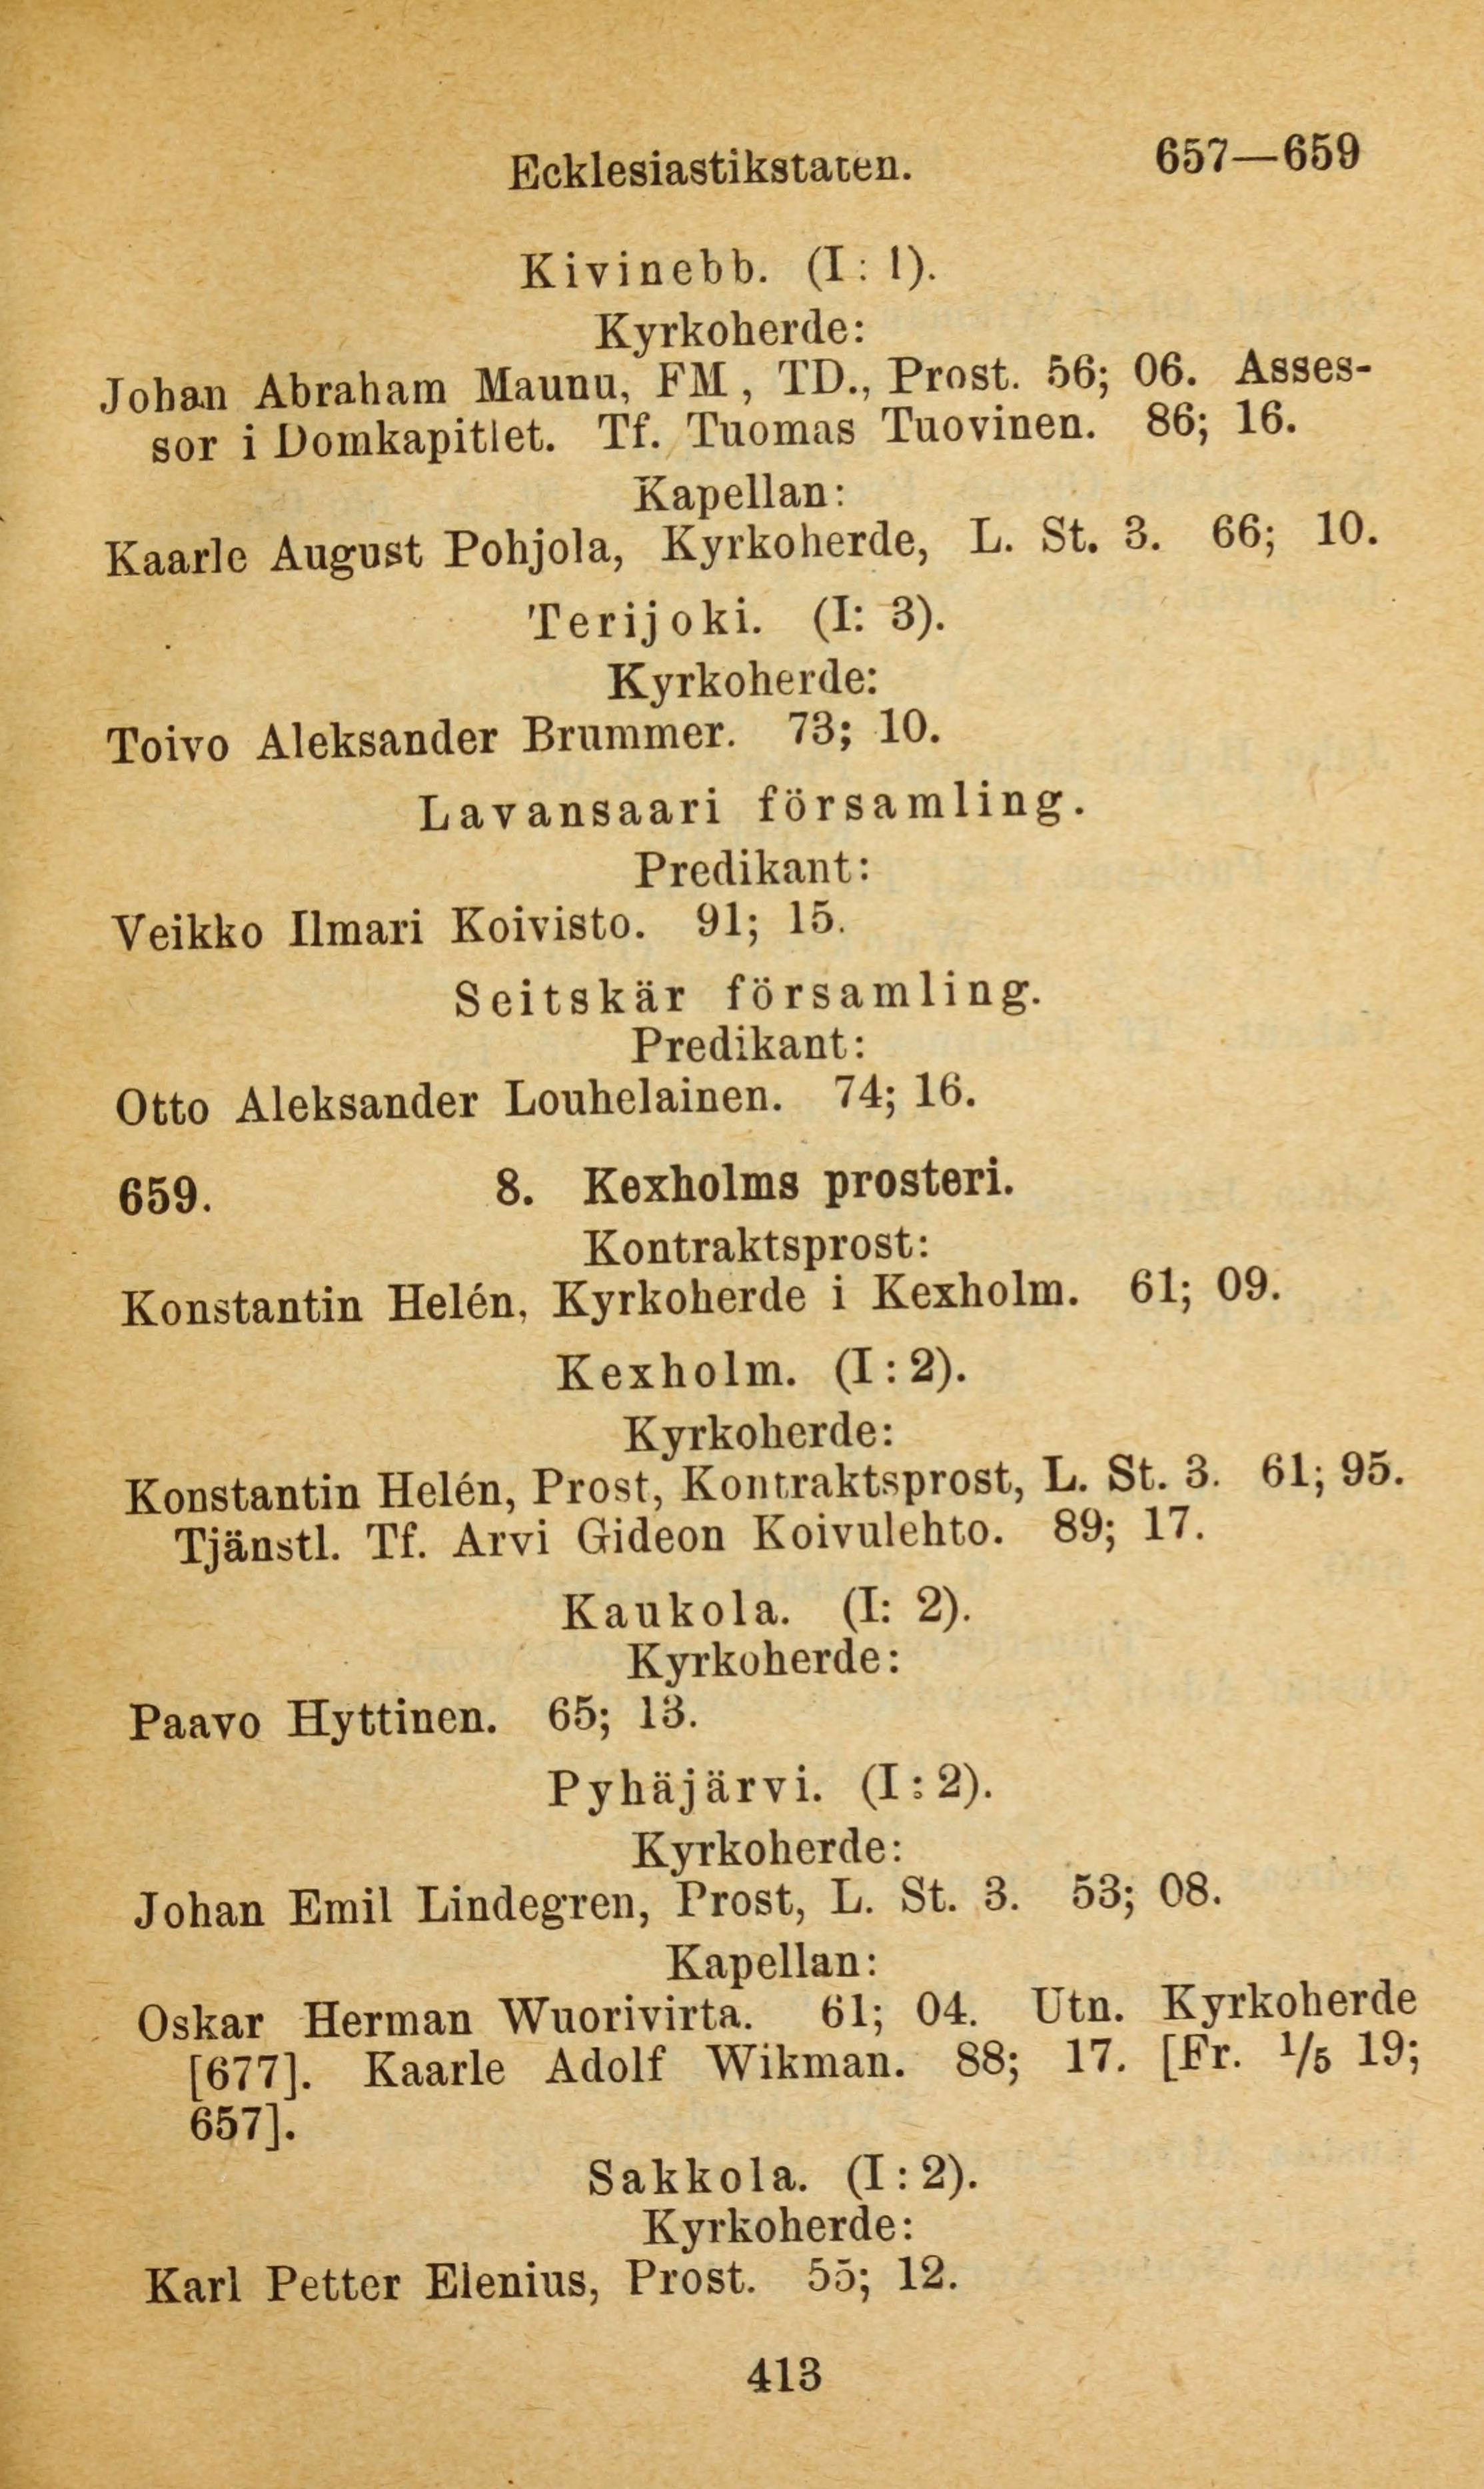 Ecklesiastikstaten. 657—659
Kivinebb. (I: 1).
Kyrkoherde:
Johan Abraham Maunu, FM, TD., Prost. 56; 06. Asses-
sor i Domkapitlet. Tf. Tuomas Tuovinen. 86; 16.
Kapellan:
Kaarle August Pohjola, Kyrkoherde, L. St. 3. 66; 10.
Terijoki. (I: 3).
Kyrkoherde:
Toivo Aleksander Brummer. 73; 10.
Lavansaari församling.
Predikant:
Veikko Ilmari Koivisto. 91; 15.
Seitskär församling.
Predikant:
Otto Aleksander Louhelainen. 74; 16.
659. 8. Kexholms prosteri.
Kontraktsprost:
Konstantin Helén, Kyrkoherde i Kexholm. 61; 09.
Kexholm. (I: 2).
Kyrkoherde:
Konstantin Helén, Prost, Kontraktsprost, L. St. 3. 61; 95.
Tjänstl. Tf. Arvi Gideon Koivulehto. 89; 17.
Kaukola. (I: 2).
Kyrkoherde:
Paavo Hyttinen. 65; 13.
Pyhäjärvi. (I: 2).
Kyrkoherde:
Johan Emil Lindegren, Prost, L. St. 3. 53; 08.
Kapellan:
Oskar Herman Wuorivirta. 61; 04. Utn. Kyrkoherde
[677]. Kaarle Adolf Wikman. 88; 17. [Fr. 1/5 19;
657].
Sakkola. (I: 2).
Kyrkoherde:
Karl Petter Elenius, Prost. 55; 12.
413